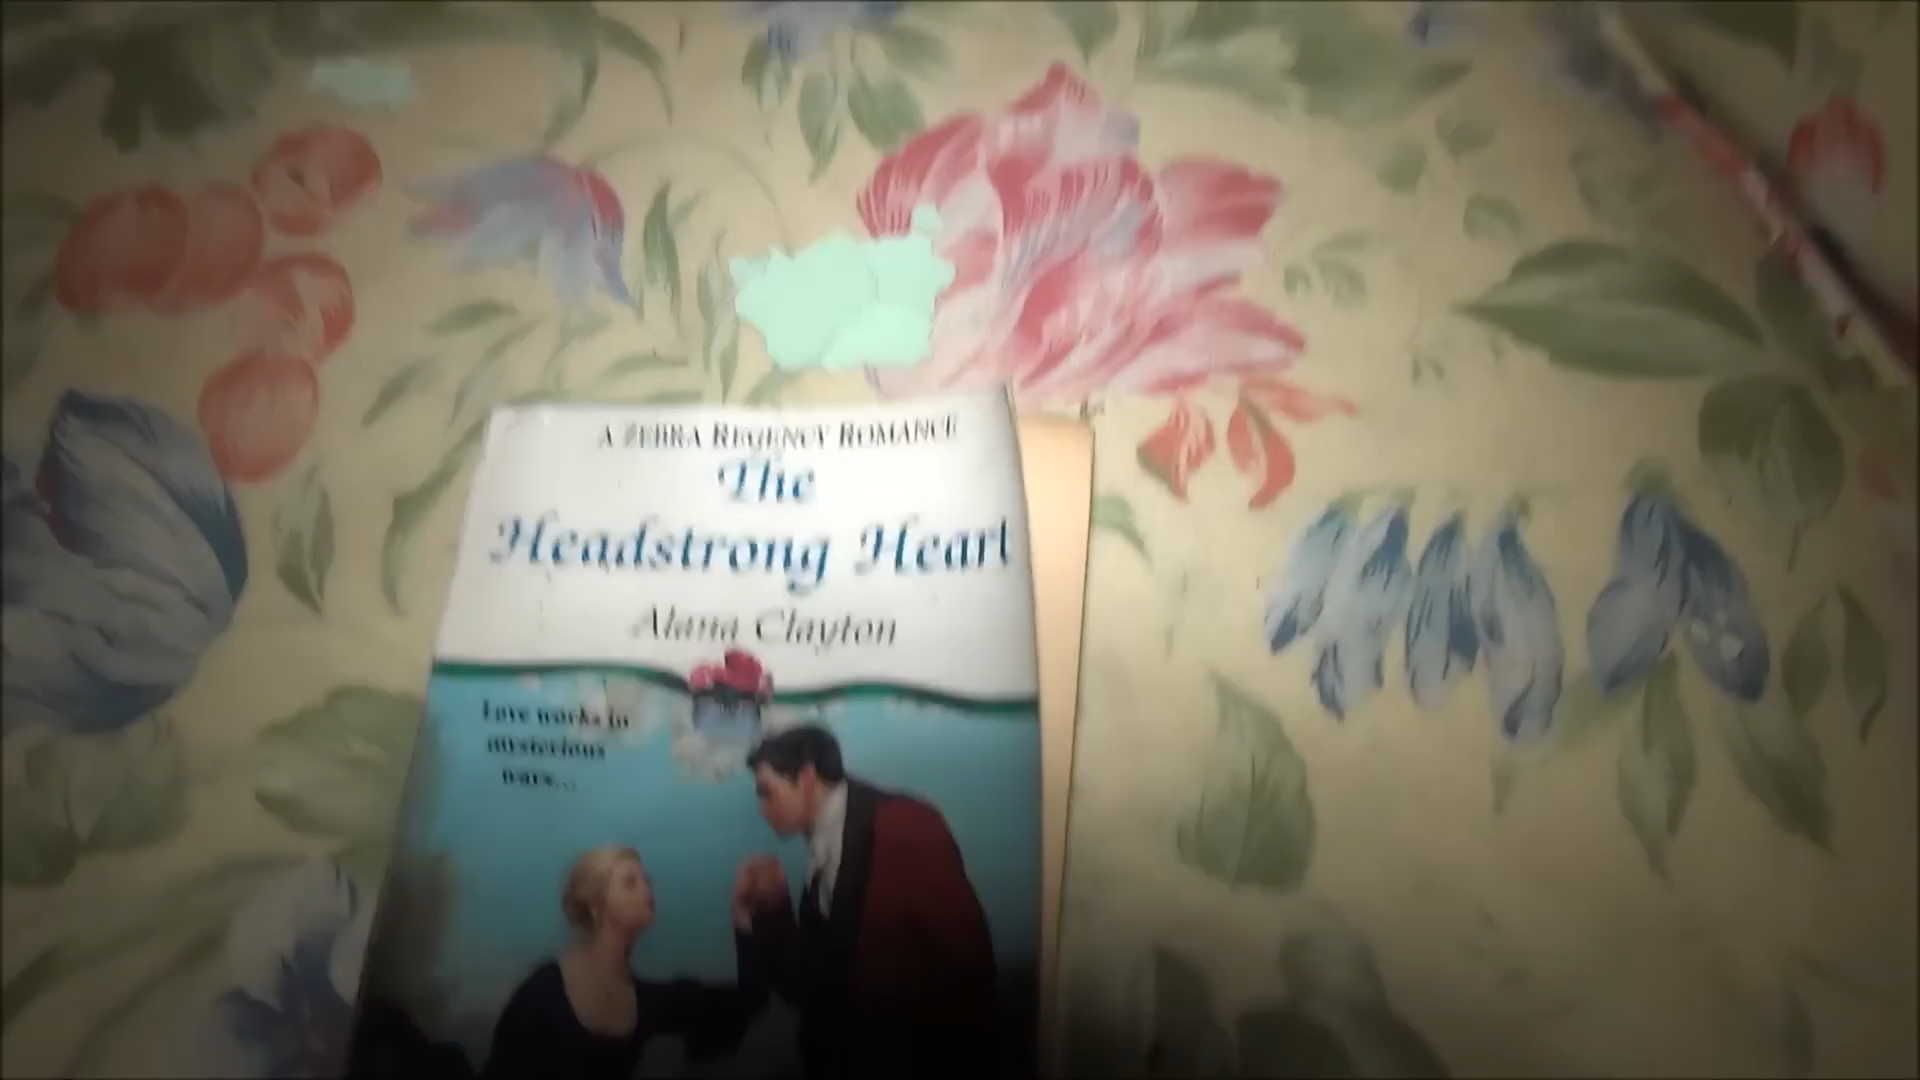 A ZEBRA REGENCY ROMANCE
The
Headstrong Heart
Alana Clayton
Love works in
mysterious
ways...